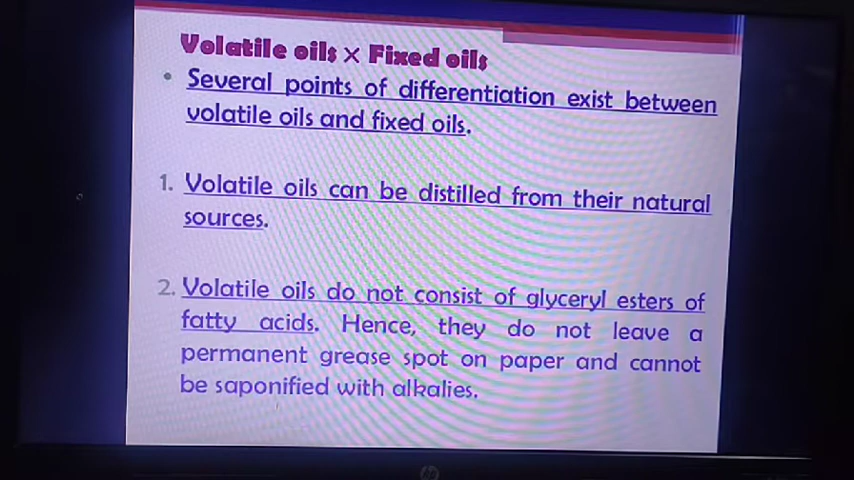 Volatile oils × Fixed oils
• Several points of differentiation exist between
volatile oils and fixed oils.
1. Volatile oils can be distilled from their natural
sources.
2. Volatile oils do not consist of glyceryl esters of
fatty acids. Hence, they do not leave a
permanent grease spot on paper and cannot
be saponified with alkalies.
hp